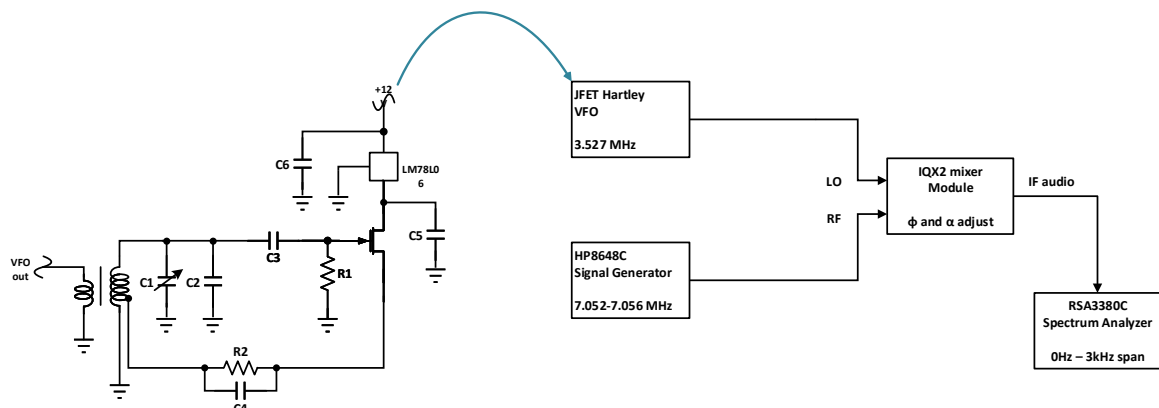 +12
C6
LM78L0
6
C5
C3
R1
VFO
out
C1
C2
R2
C4
JFET Hartley
VFO
3.527 MHz
LO
RF
HP8648C
Signal Generator
7.052-7.056 MHz
IQX2 mixer
Module
ϕ and α adjust
IF audio
RSA3380C
Spectrum Analyzer
0Hz – 3kHz span